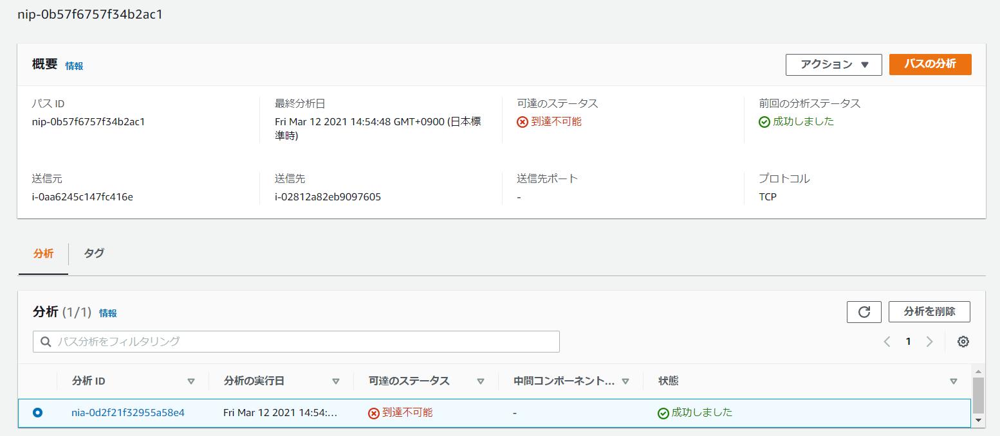 nip-0b57f6757f34b2ac1
概要 情報
アクション パスの分析
パス ID 最終分析日 可達のステータス 前回の分析ステータス
nip-0b57f6757f34b2ac1 Fri Mar 12 2021 14:54:48 GMT+0900 (日本標 到達不可能 成功しました
準時)
送信元 送信先 送信先ポート プロトコル
i-0aa6245c147fc416e i-02812a82eb9097605 - TCP
分析 タグ
分析 (1/1) 情報 分析を削除
パス分析をフィルタリング 1
分析 ID 分析の実行日 可達のステータス 中間コンポーネント... 状態
nia-0d2f21f32955a58e4 Fri Mar 12 2021 14:54:... 到達不可能 - 成功しました